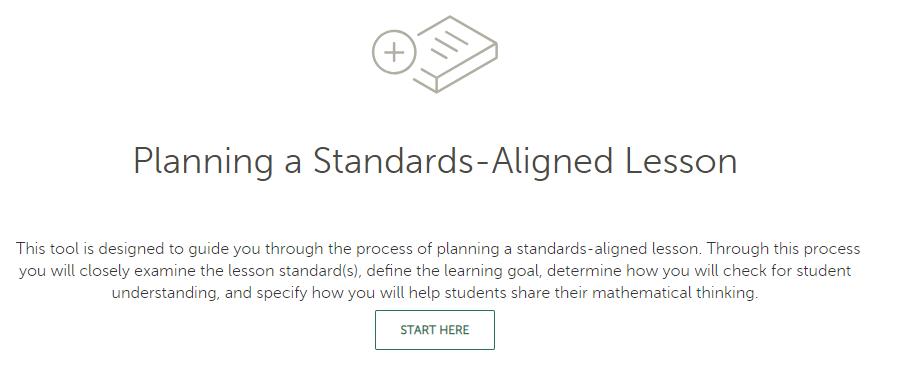 Planning a Standards-Aligned Lesson
This tool is designed to guide you through the process of planning a standards-aligned lesson. Through this process
you will closely examine the lesson standard(s), define the learning goal, determine how you will check for student
understanding, and specify how you will help students share their mathematical thinking.
START HERE